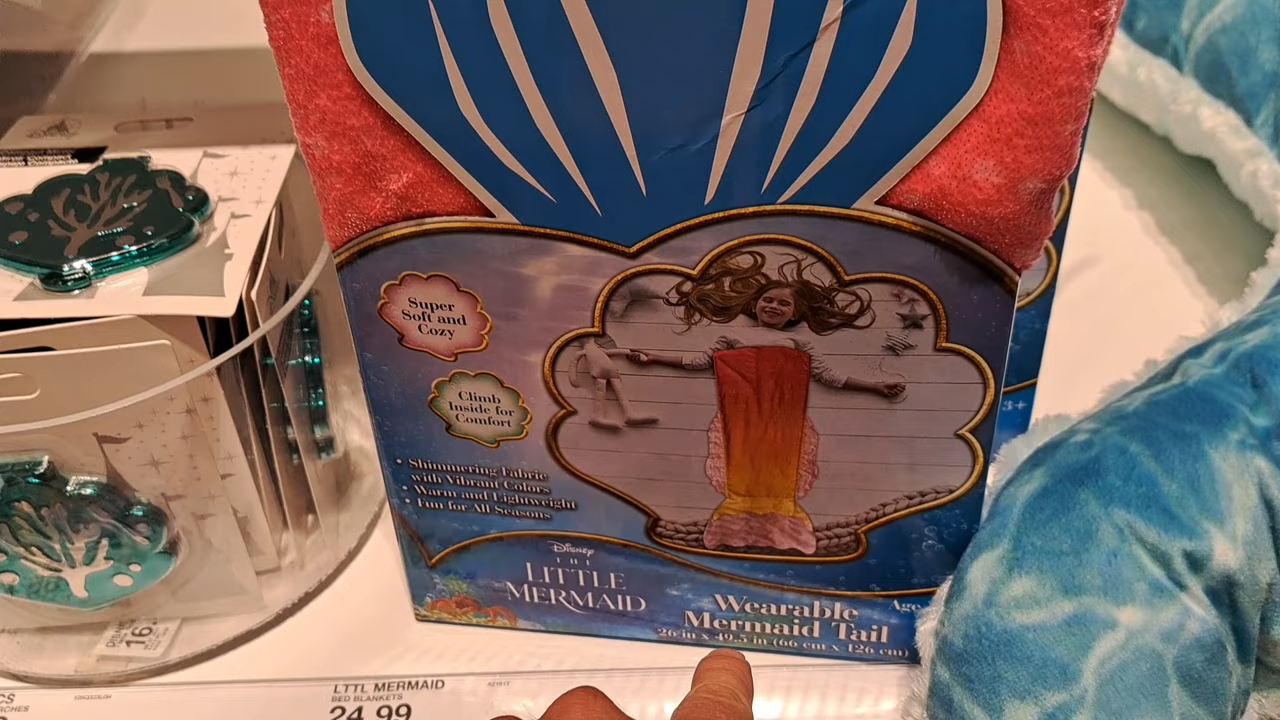 Super
Soft and
Cozy
Climb
Inside for
Comfort
• Shimmering Fabric
with Vibrant Colors
• Warm and Lightweight
• Fun for All Seasons
Disney
THE
LITTLE
MERMAID
Wearable
Mermaid Tail
Age
26 in x 49.5 in (66 cm x 126 cm)
3+
16.
LTTL MERMAID
BED BLANKETS
24.99